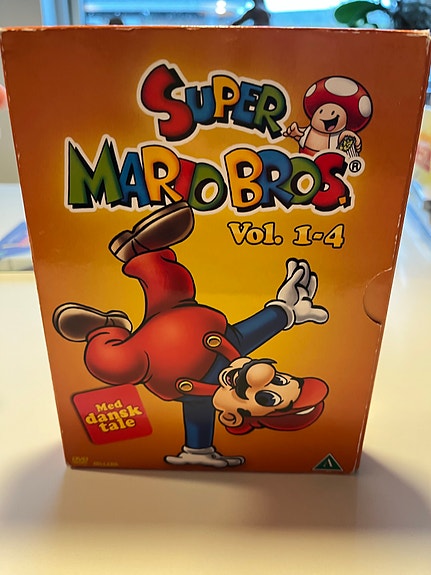 SUPER
MARIO BROS.®
Vol. 1-4
Med
dansk
tale
DVD
A